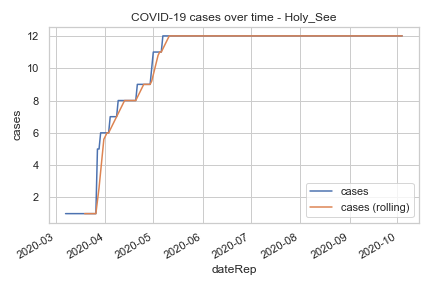 COVID-19 cases over time - Holy_See
12
10
8
6
4
2
cases
cases
cases (rolling)
2020-03
2020-04
2020-05
2020-06
2020-07
2020-08
2020-09
2020-10
dateRep